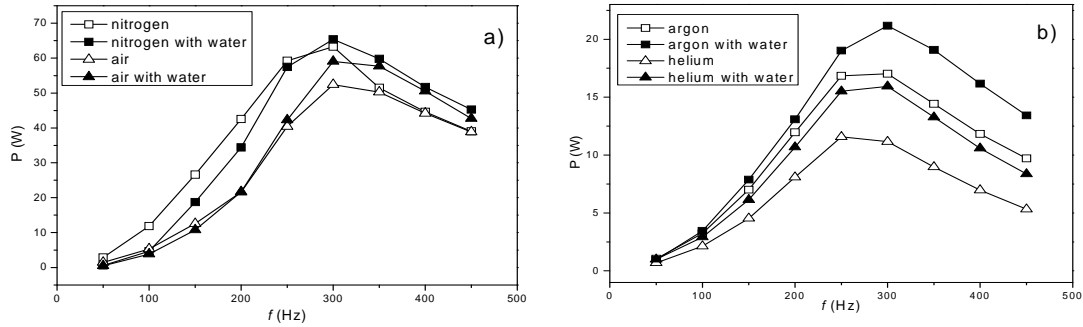 nitrogen
nitrogen with water
air
air with water
a)
70
60
50
40
30
20
10
0
P (W)
0 100 200 300 400 500
f (Hz)
argon
argon with water
helium
helium with water
b)
20
15
10
5
0
P (W)
0 100 200 300 400 500
f (Hz)